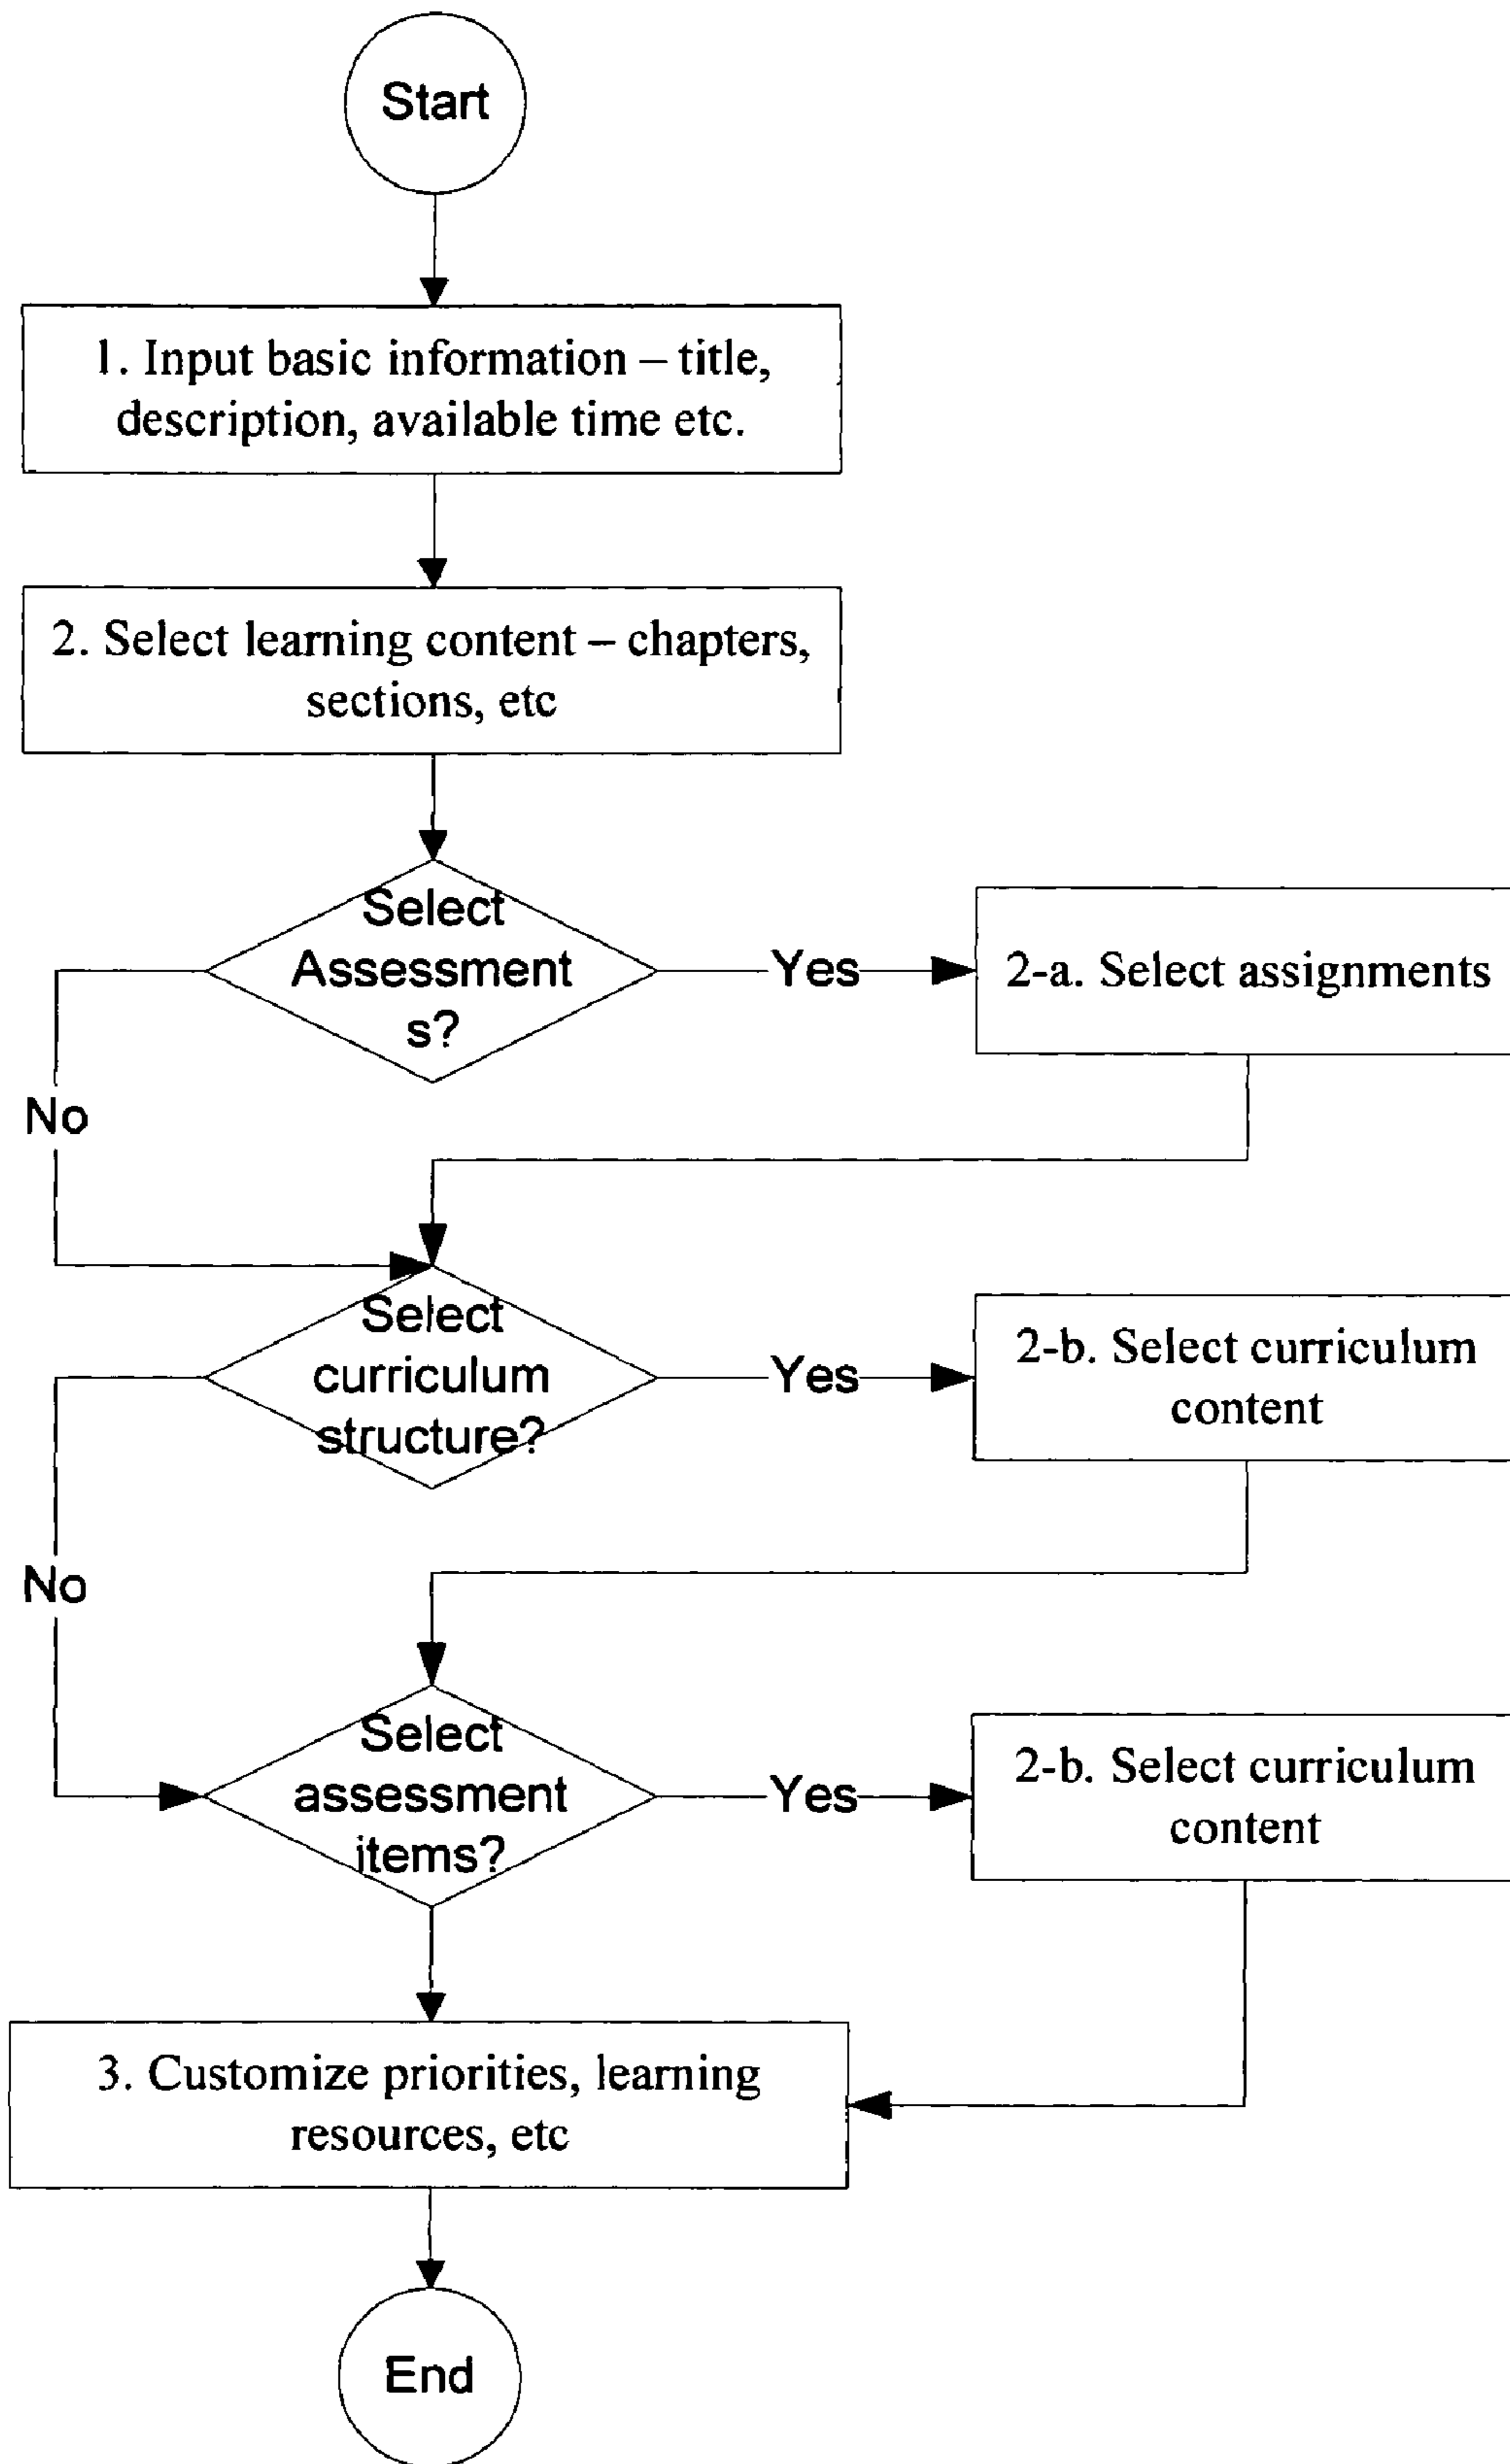 Start
1. Input basic information – title,
description, available time etc.
2. Select learning content – chapters,
sections, etc
Select
Assessment
s?
Yes
2-a. Select assignments
No
Select
curriculum
structure?
Yes
2-b. Select curriculum
content
No
Select
assessment
items?
Yes
2-b. Select curriculum
content
3. Customize priorities, learning
resources, etc
End